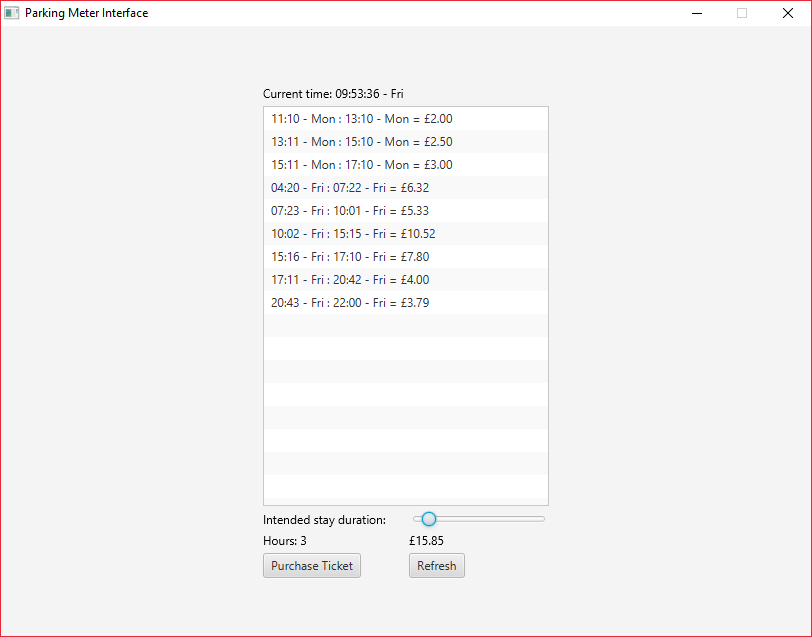 Parking Meter Interface
Current time: 09:53:36 - Fri
11:10 - Mon : 13:10 - Mon = £2.00
13:11 - Mon : 15:10 - Mon = £2.50
15:11 - Mon : 17:10 - Mon = £3.00
04:20 - Fri : 07:22 - Fri = £6.32
07:23 - Fri : 10:01 - Fri = £5.33
10:02 - Fri : 15:15 - Fri = £10.52
15:16 - Fri : 17:10 - Fri = £7.80
17:11 - Fri : 20:42 - Fri = £4.00
20:43 - Fri : 22:00 - Fri = £3.79
Intended stay duration:
Hours: 3 £15.85
Purchase Ticket Refresh